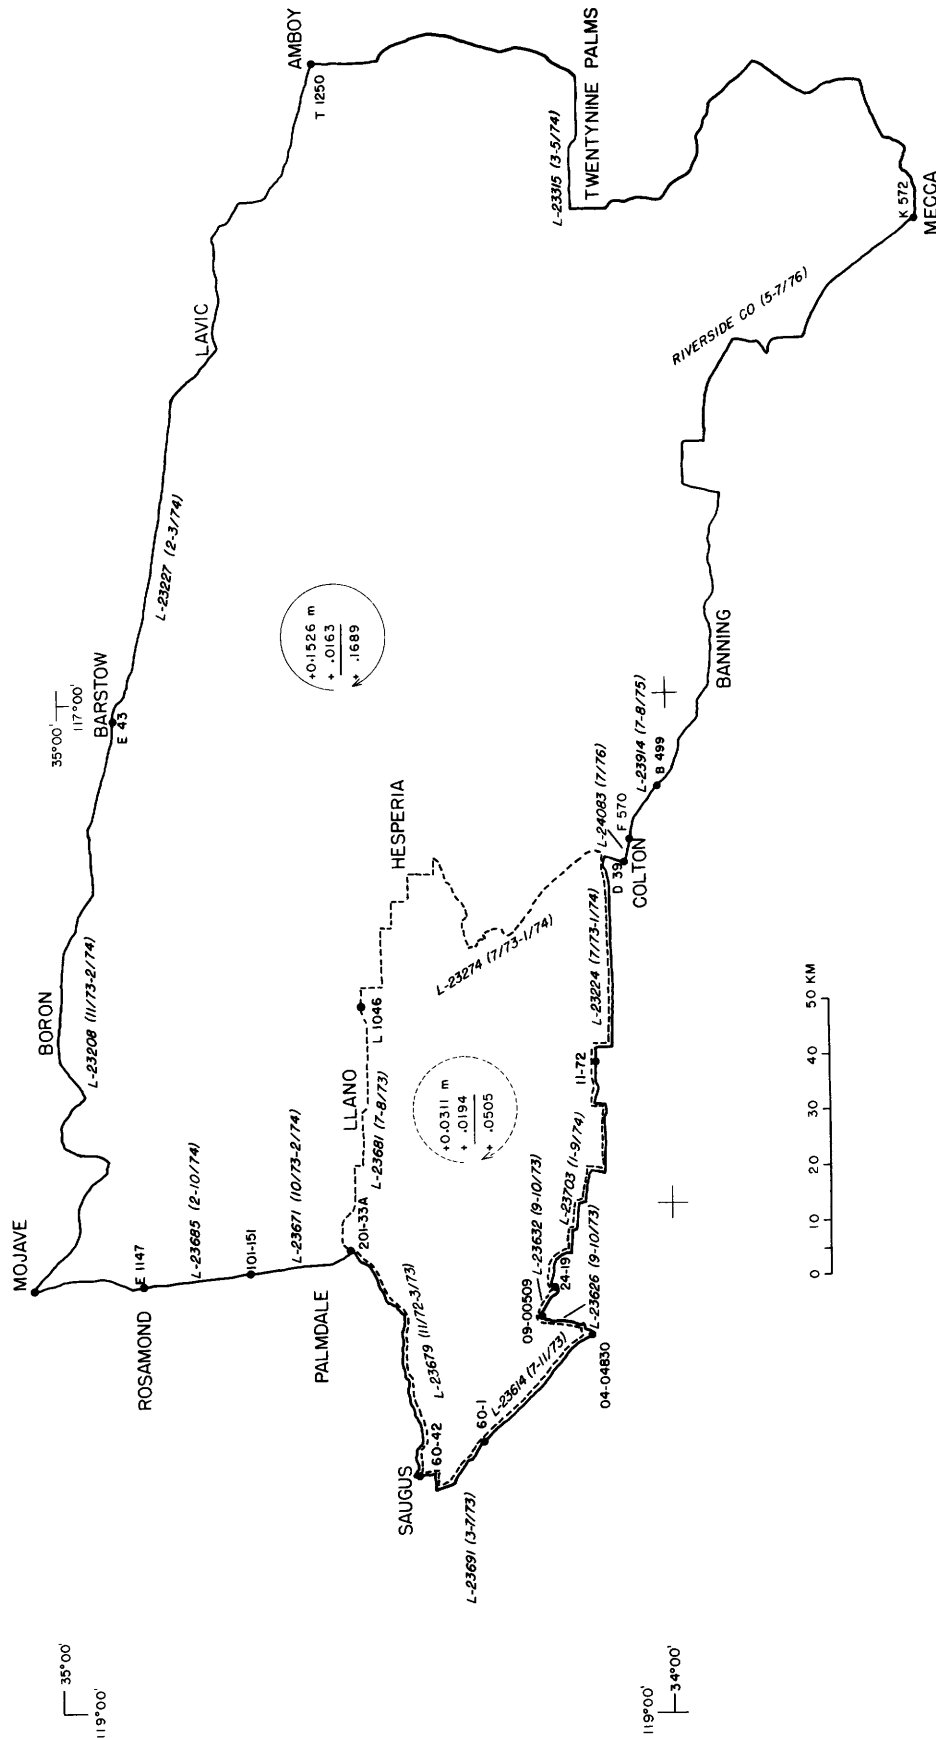 35°00'
119°00'
119°00'
34°00'
35°00'
117°00'
MOJAVE
BORON
L-23208 (11/73-2/74)
BARSTOW
E 43
L-23227 (2-3/74)
LAVIC
AMBOY
T 1250
E 1147
ROSAMOND
L-23685 (2-10/74)
101-151
L-23671 (10/73-2/74)
PALMDALE
201-33A
LLANO
L-23681 (7-8/73)
L 1046
HESPERIA
L-23274 (7/73-1/74)
+0.1526 m
+ .0163
+ .1689
+0.0311 m
+ .0194
+ .0505
L-23315 (3-5/74)
TWENTYNINE PALMS
SAUGUS
60-42
L-23679 (11/72-3/73)
L-23691 (3-7/73)
60-1
L-23614 (7-11/73)
04-04830
09-00509
L-23626 (9-10/73)
L-23632 (9-10/73)
24-19
L-23703 (1-9/74)
11-72
L-23224 (7/73-1/74)
D 39
COLTON
L-24083 (7/76)
F 570
B 499
L-23914 (7-8/75)
BANNING
RIVERSIDE CO (5-7/76)
K 572
MECCA
0 5 10 20 30 40 50 KM